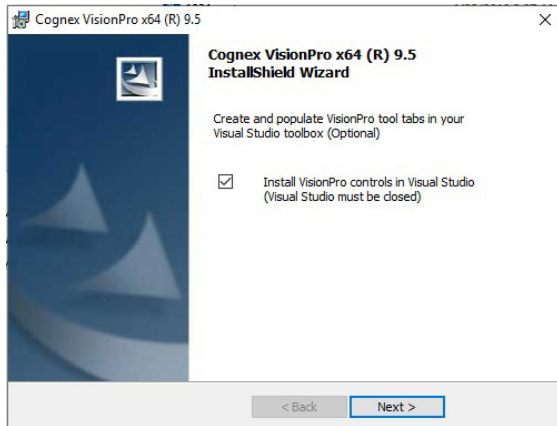 Cognex VisionPro x64 (R) 9.5
Cognex VisionPro x64 (R) 9.5
InstallShield Wizard
Create and populate VisionPro tool tabs in your
Visual Studio toolbox (Optional)
Install VisionPro controls in Visual Studio
(Visual Studio must be closed)
< Back
Next >